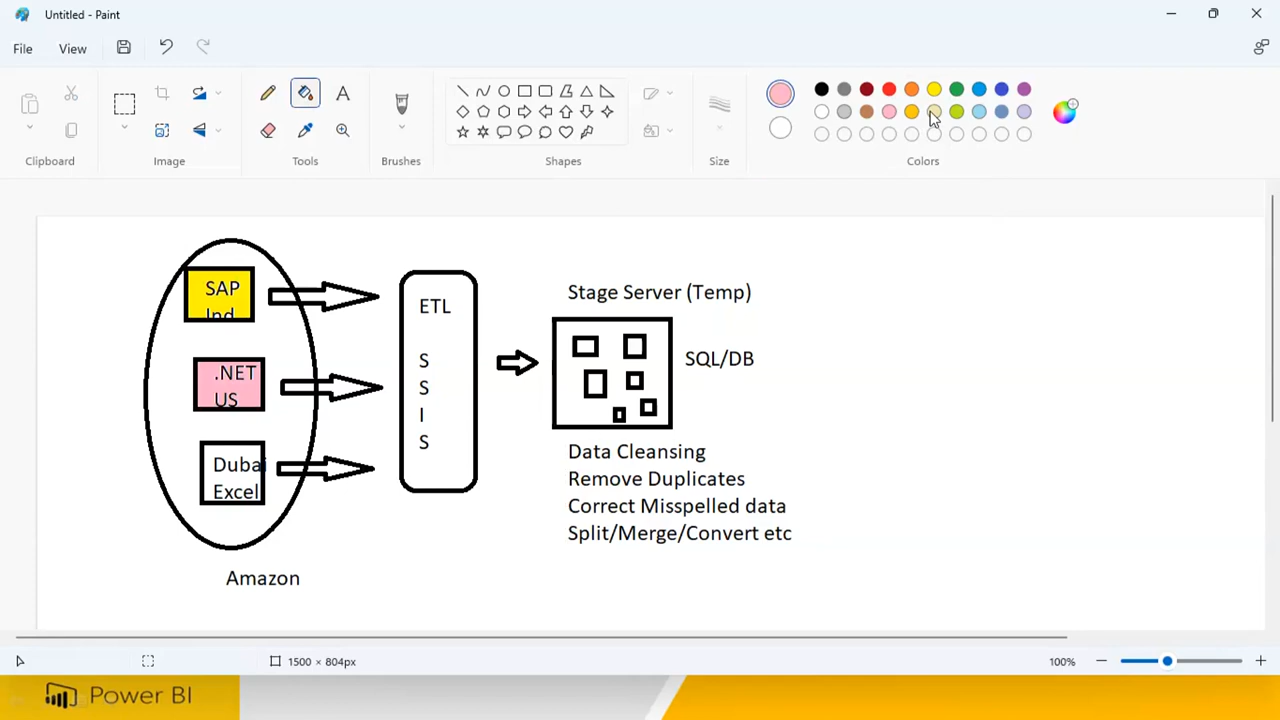 Untitled - Paint
File
View
Clipboard
Image
Tools
Brushes
Shapes
Size
Colors
SAP
Ind
.NET
US
Dubai
Excel
Amazon
ETL
S
S
I
S
Stage Server (Temp)
SQL/DB
Data Cleansing
Remove Duplicates
Correct Misspelled data
Split/Merge/Convert etc
1500 × 804px
100%
Power BI